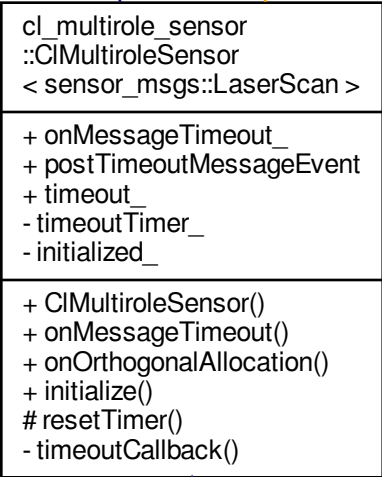 cl_multirole_sensor
::ClMultiroleSensor
< sensor_msgs::LaserScan >
+ onMessageTimeout_
+ postTimeoutMessageEvent
+ timeout_
- timeoutTimer_
- initialized_
+ ClMultiroleSensor()
+ onMessageTimeout()
+ onOrthogonalAllocation()
+ initialize()
# resetTimer()
- timeoutCallback()